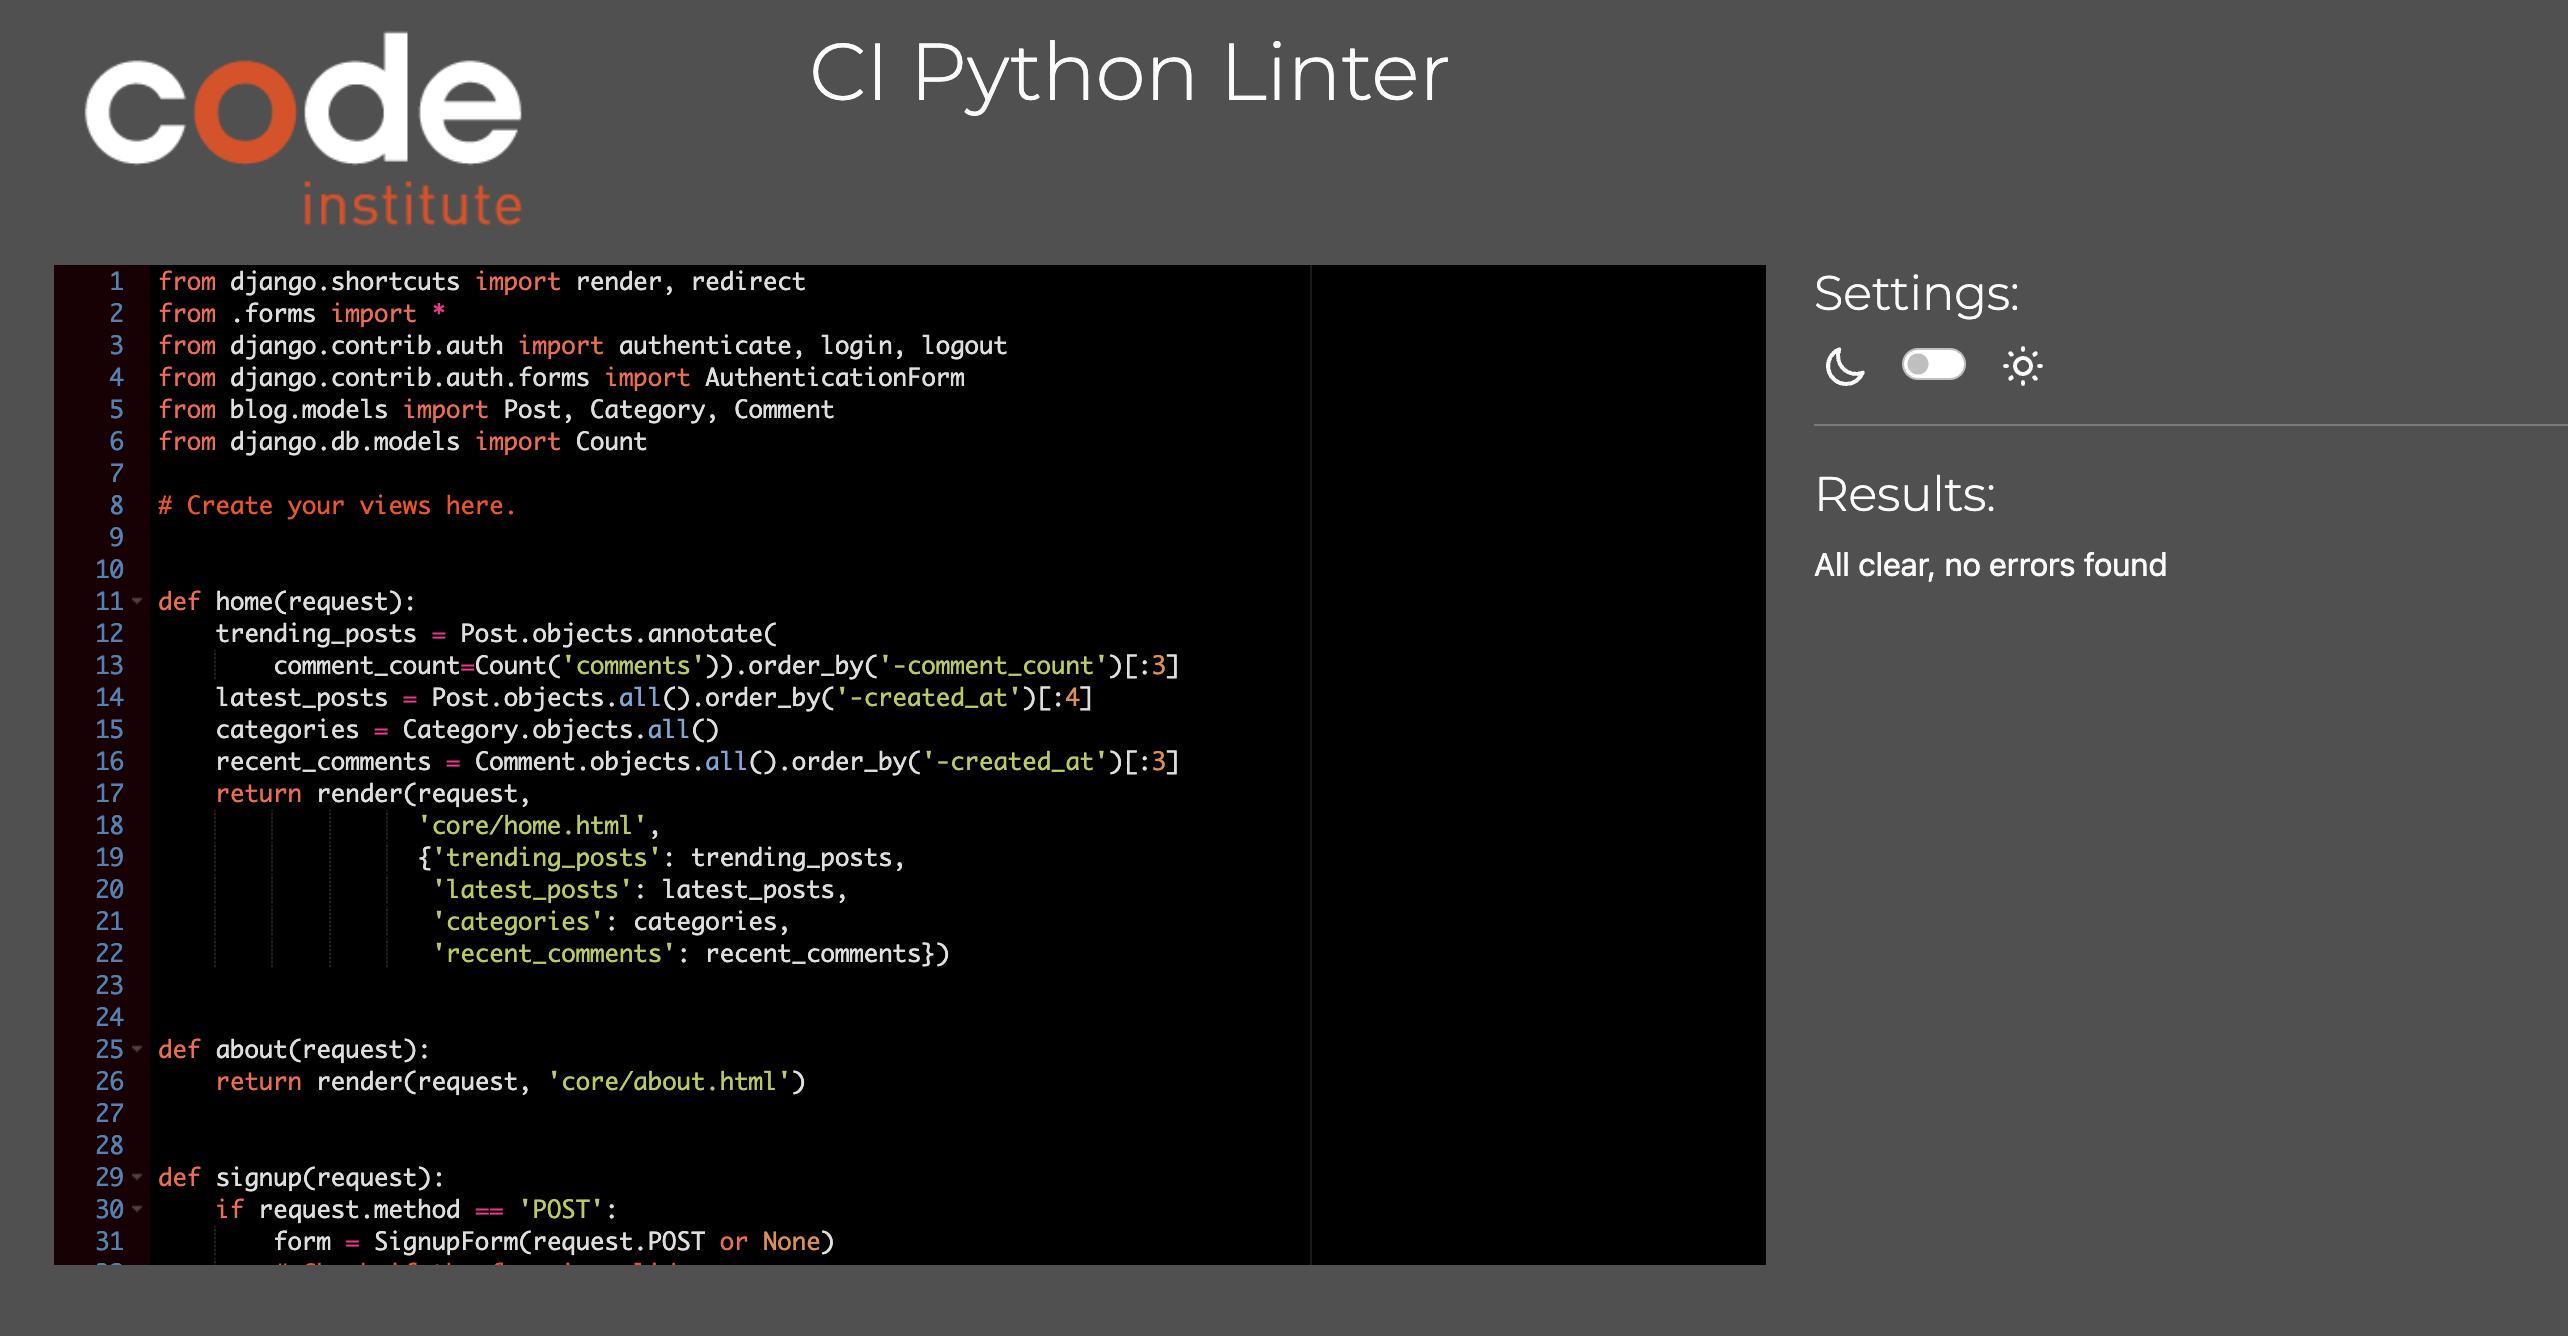 code
institute
CI Python Linter
1 from django.shortcuts import render, redirect
2 from .forms import *
3 from django.contrib.auth import authenticate, login, logout
4 from django.contrib.auth.forms import AuthenticationForm
5 from blog.models import Post, Category, Comment
6 from django.db.models import Count
7
8 # Create your views here.
9
10
11 def home(request):
12     trending_posts = Post.objects.annotate(
13         comment_count=Count('comments')).order_by('-comment_count')[:3]
14     latest_posts = Post.objects.all().order_by('-created_at')[:4]
15     categories = Category.objects.all()
16     recent_comments = Comment.objects.all().order_by('-created_at')[:3]
17     return render(request,
18                   'core/home.html',
19                   {'trending_posts': trending_posts,
20                    'latest_posts': latest_posts,
21                    'categories': categories,
22                    'recent_comments': recent_comments})
23
24
25 def about(request):
26     return render(request, 'core/about.html')
27
28
29 def signup(request):
30     if request.method == 'POST':
31         form = SignupForm(request.POST or None)
Settings:
Results:
All clear, no errors found